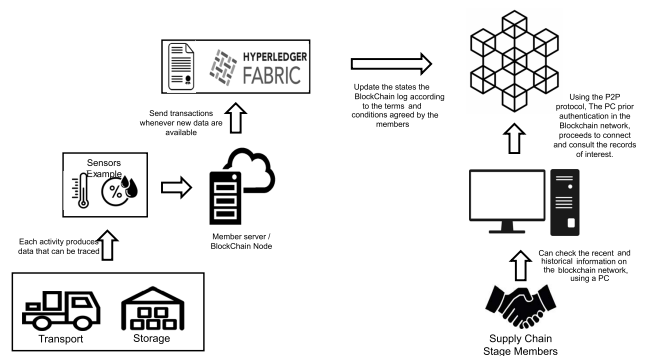 HYPERLEDGER
FABRIC
Send transactions
whenever new data are
available
Update the states the
BlockChain log according
to the terms and
conditions agreed by the
members
Using the P2P
protocol, The PC prior
authentication in the
Blockchain network,
proceeds to connect
and consult the records
of interest.
Sensors
Example
%
Member server /
BlockChain Node
Each activity produces
data that can be traced
Can check the recent and
historical information on
the blockchain network,
using a PC
Transport
Storage
Supply Chain
Stage Members